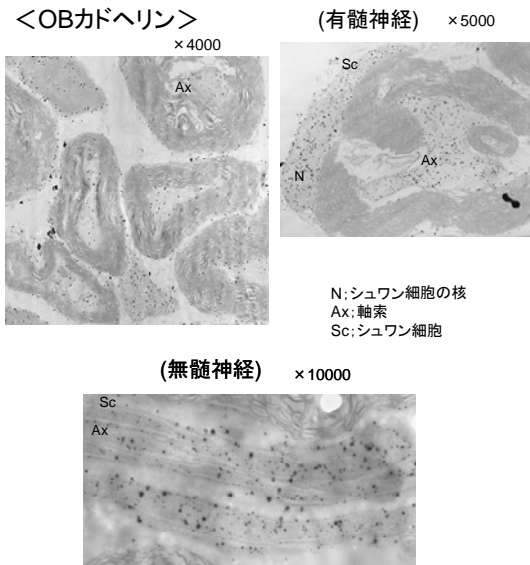 ＜OBカドヘリン＞
×4000
Ax
(有髄神経) ×5000
Sc
Ax
N
N;シュワン細胞の核
Ax;軸索
Sc;シュワン細胞
(無髄神経) ×10000
Sc
Ax